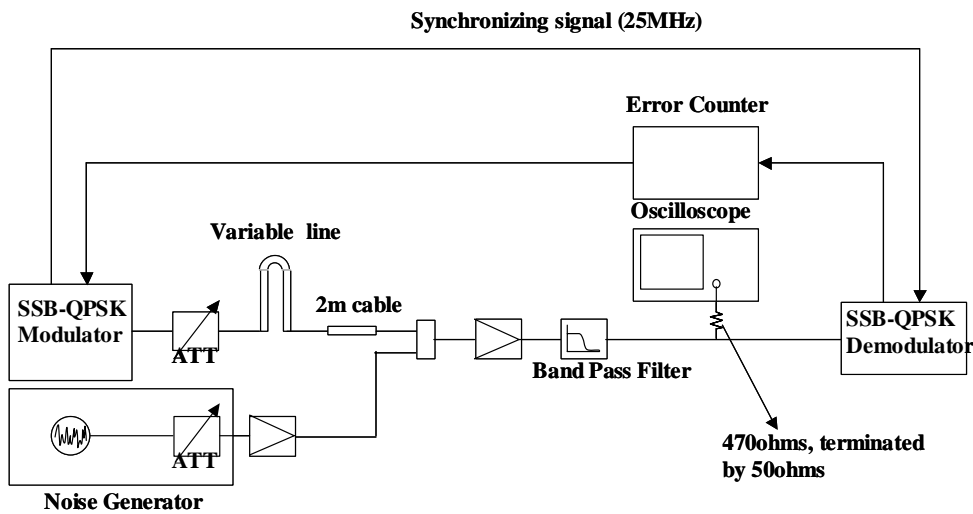 Synchronizing signal (25MHz)
Error Counter
Oscilloscope
Variable line
2m cable
SSB-QPSK
Modulator
ATT
SSB-QPSK
Demodulator
Band Pass Filter
ATT
470ohms, terminated
by 50ohms
Noise Generator